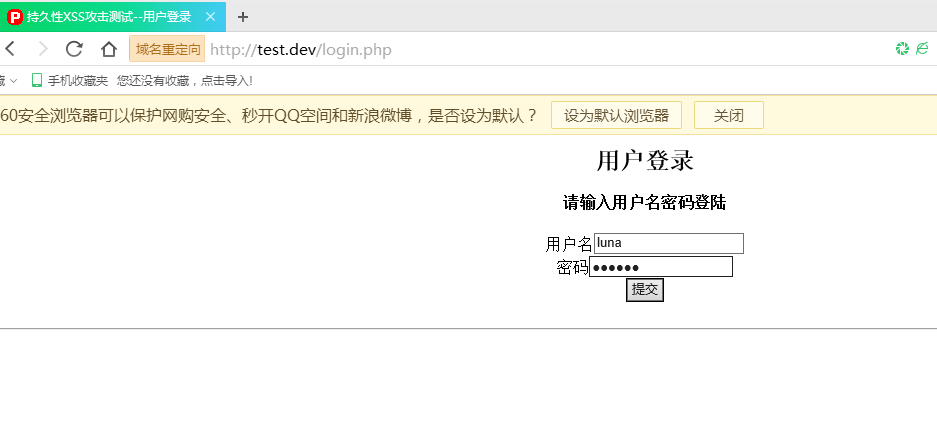 持久性XSS攻击测试--用户登录
域名重定向 http://test.dev/login.php
藏 手机收藏夹 您还没有收藏，点击导入!
60安全浏览器可以保护网购安全、秒开QQ空间和新浪微博，是否设为默认？ 设为默认浏览器 关闭
用户登录
请输入用户名密码登陆
用户名 luna
密码 ●●●●●●
提交